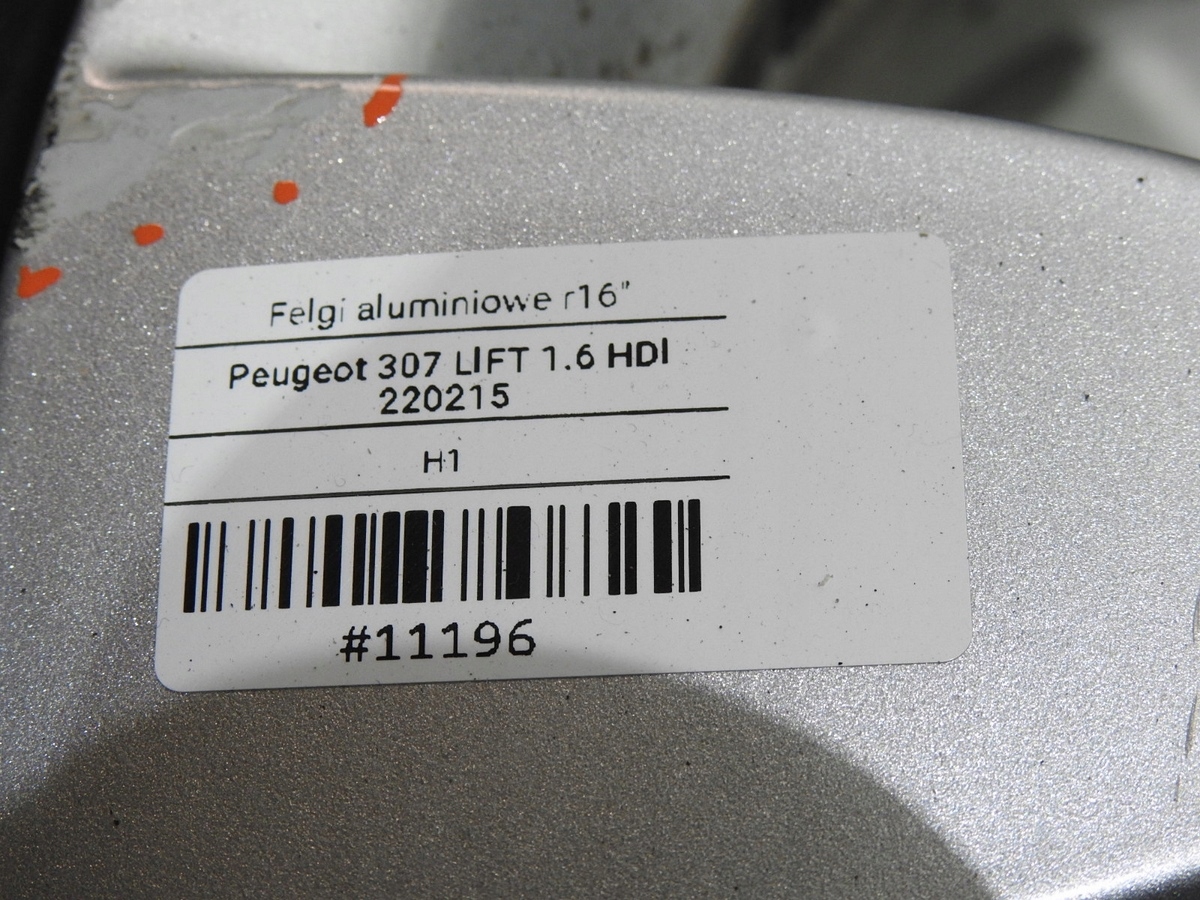 Felgi aluminiowe r16"
Peugeot 307 LIFT 1.6 HDI
220215
H1
#11196